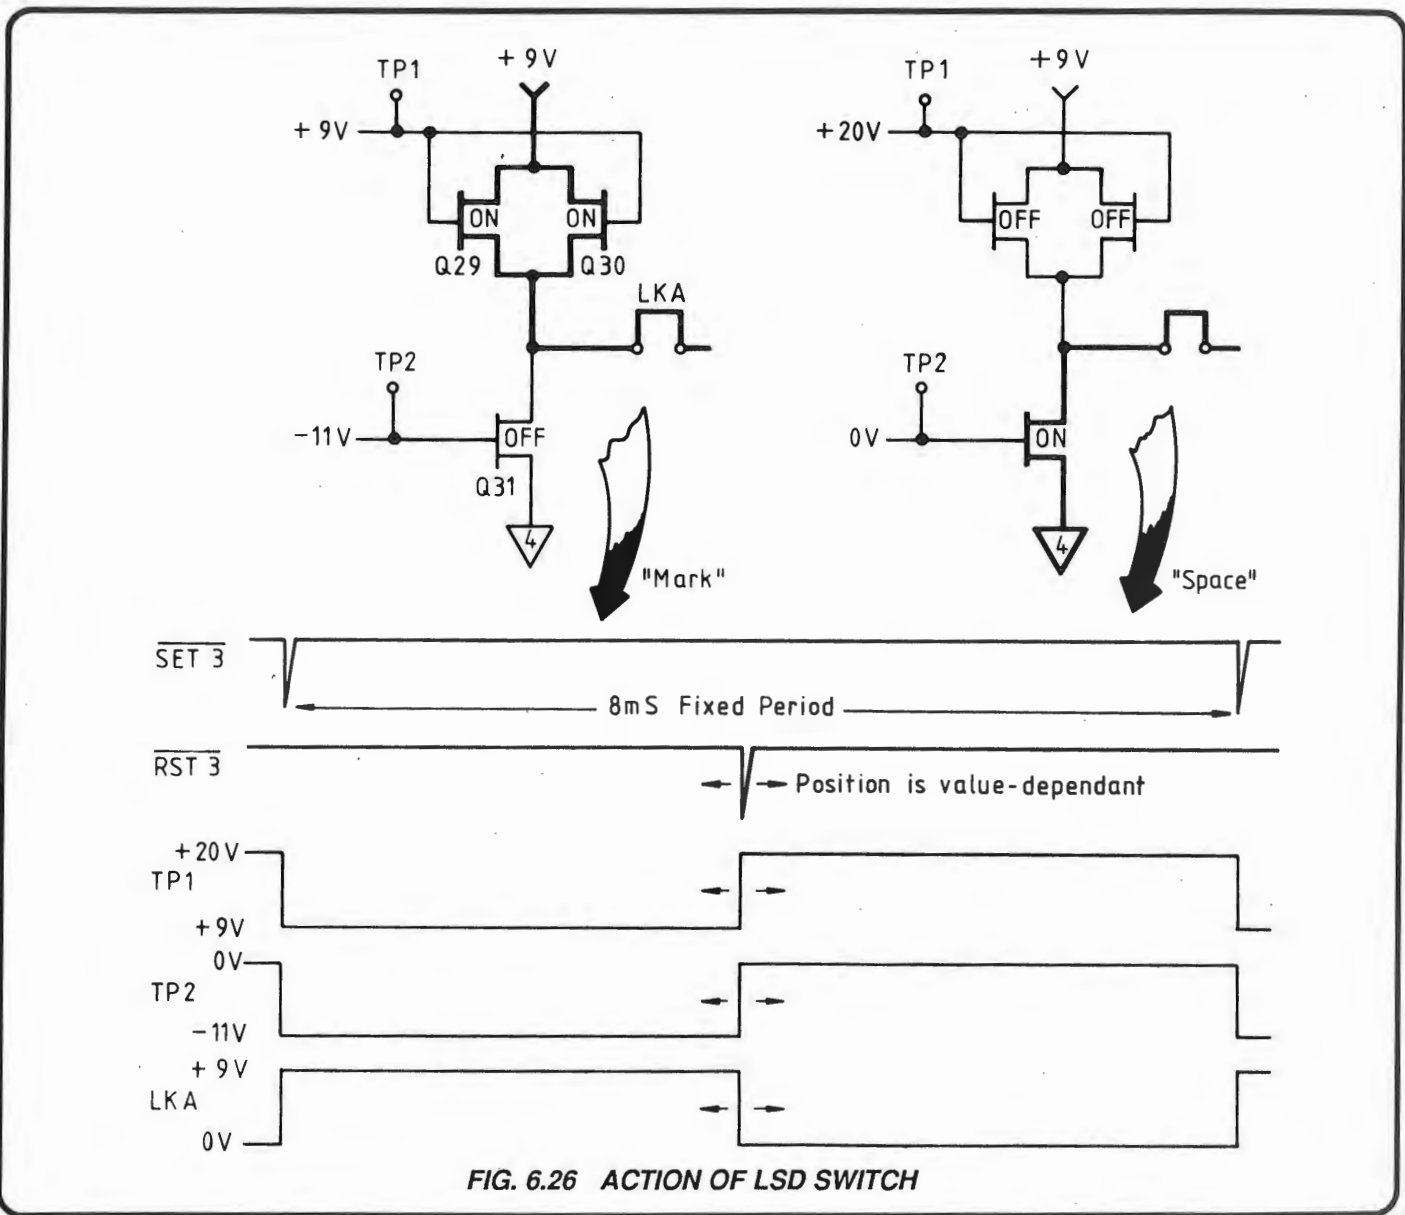 TP1
+9V
+9V
ON
ON
Q29
Q30
LKA
TP2
-11V
OFF
Q31
4
"Mark"
TP1
+9V
+20V
OFF
OFF
TP2
0V
ON
4
"Space"
SET 3
8mS Fixed Period
RST 3
Position is value-dependant
+20V
TP1
+9V
0V
TP2
-11V
+9V
LKA
0V
FIG. 6.26 ACTION OF LSD SWITCH